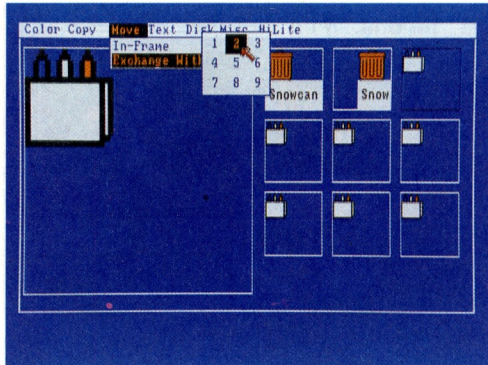 Color Copy Move Text Disk Misc HiLite
In-Frame
Exchange Wit
1 2 3
4 5 6
7 8 9
Snowcan
Snow